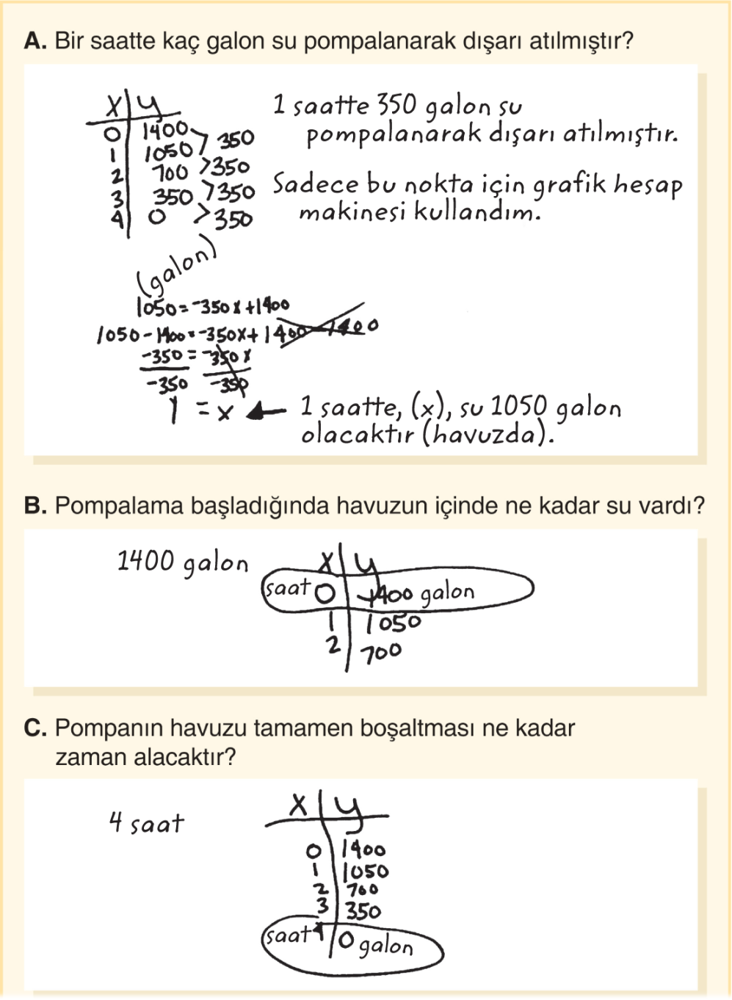 A. Bir saatte kaç galon su pompalanarak dışarı atılmıştır?
x y
0 1400
1 1050 >350
2 700 >350
3 350 >350
4 0 >350
1 saatte 350 galon su
pompalanarak dışarı atılmıştır.
Sadece bu nokta için grafik hesap
makinesi kullandım.
(galon)
1050=-350x+1400
1050-1400=-350x+1400-1400
-350=-350x
-350 -350
1=x
1 saatte, (x), su 1050 galon
olacaktır (havuzda).
B. Pompalama başladığında havuzun içinde ne kadar su vardı?
1400 galon
x y
saat 0 1400 galon
1 1050
2 700
C. Pompanın havuzu tamamen boşaltması ne kadar
zaman alacaktır?
4 saat
x y
0 1400
1 1050
2 700
3 350
saat 4 0 galon